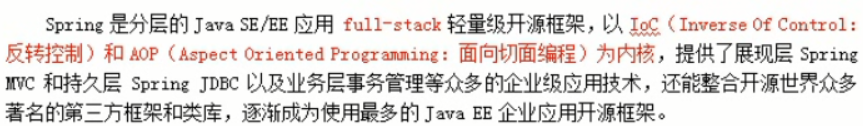 Spring 是分层的 Java SE/EE 应用 full-stack 轻量级开源框架，以 IoC（Inverse Of Control:
反转控制）和 AOP（Aspect Oriented Programming: 面向切面编程）为内核，提供了展现层 Spring
MVC 和持久层 Spring JDBC 以及业务层事务管理等众多的企业级应用技术，还能整合开源世界众多
著名的第三方框架和类库，逐渐成为使用最多的 Java EE 企业应用开源框架。